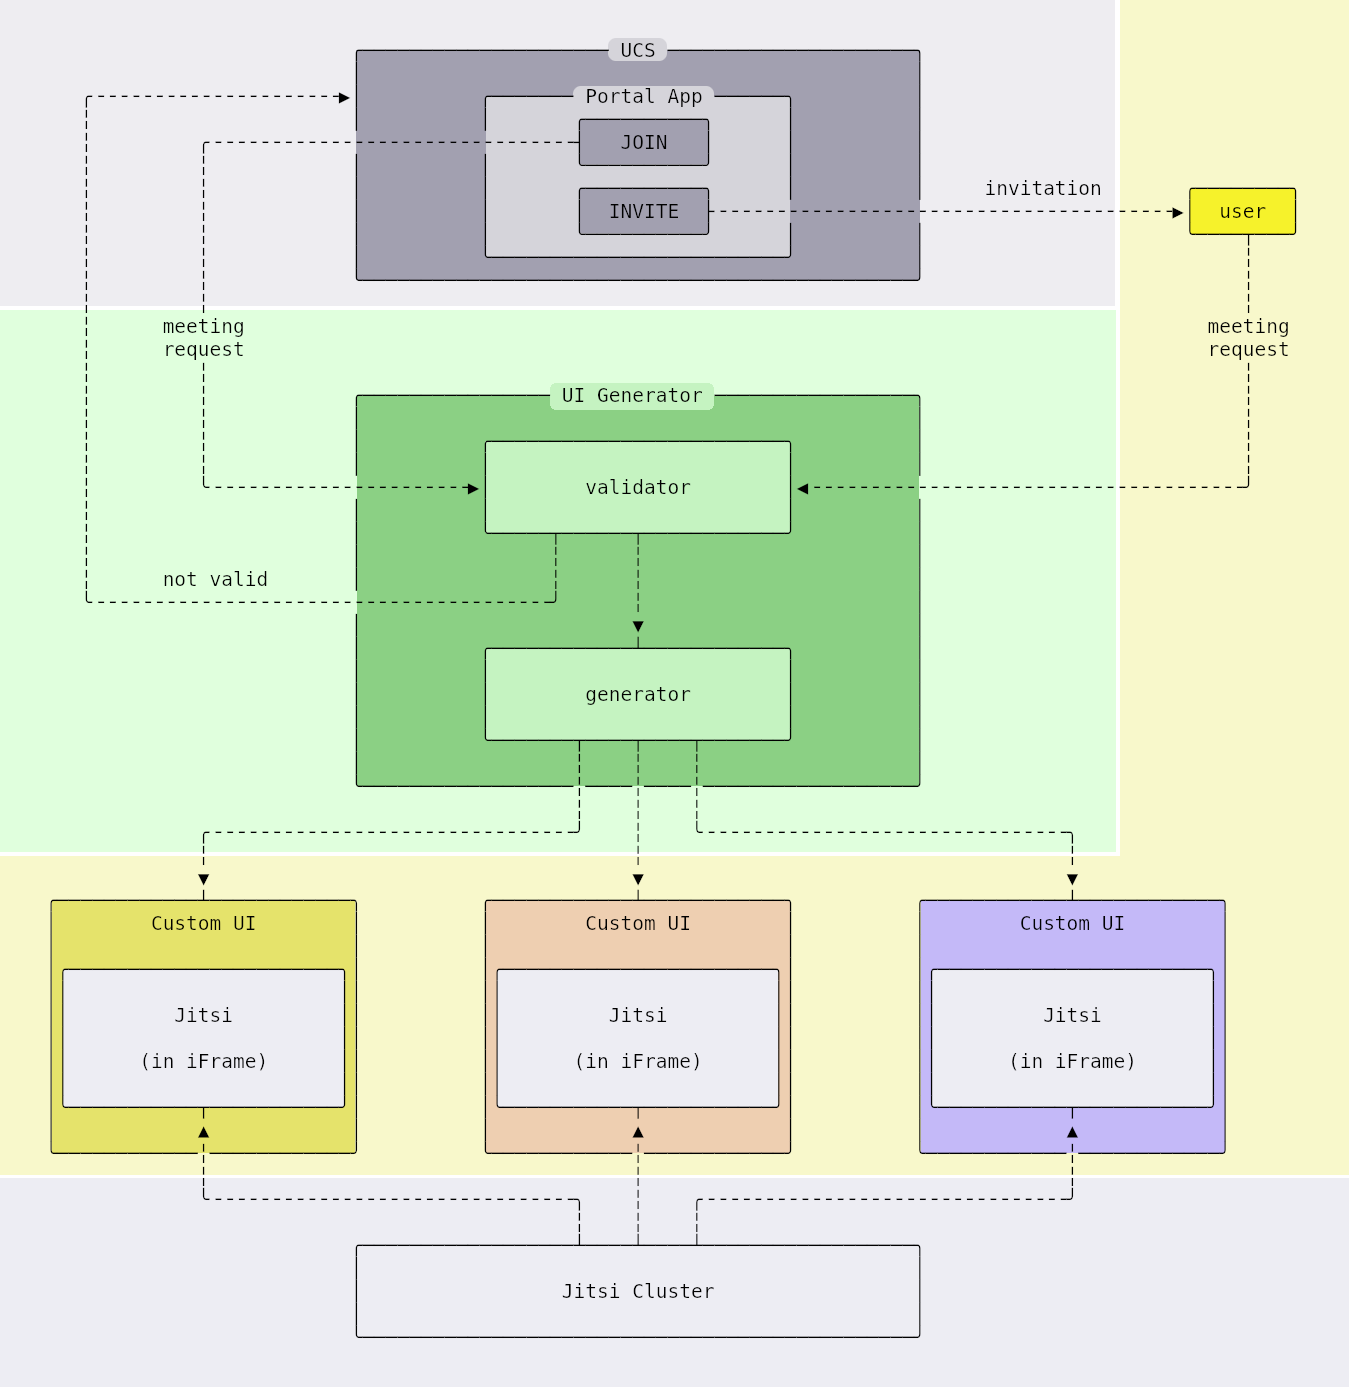 UCS
Portal App
JOIN
invitation
INVITE
user
meeting
request
meeting
request
UI Generator
validator
not valid
generator
Custom UI
Custom UI
Custom UI
Jitsi
(in iFrame)
Jitsi
(in iFrame)
Jitsi
(in iFrame)
Jitsi Cluster